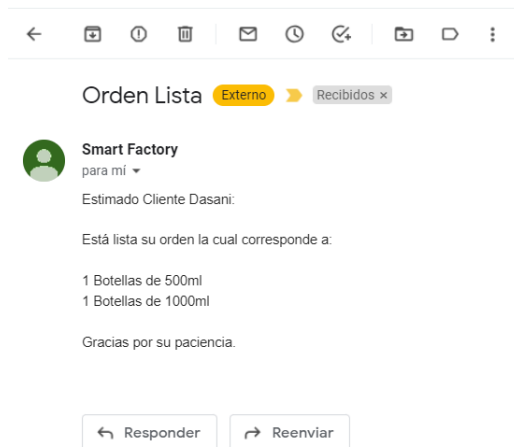 Orden Lista Externo Recibidos ×
Smart Factory
para mí
Estimado Cliente Dasani:
Está lista su orden la cual corresponde a:
1 Botellas de 500ml
1 Botellas de 1000ml
Gracias por su paciencia.
Responder Reenviar